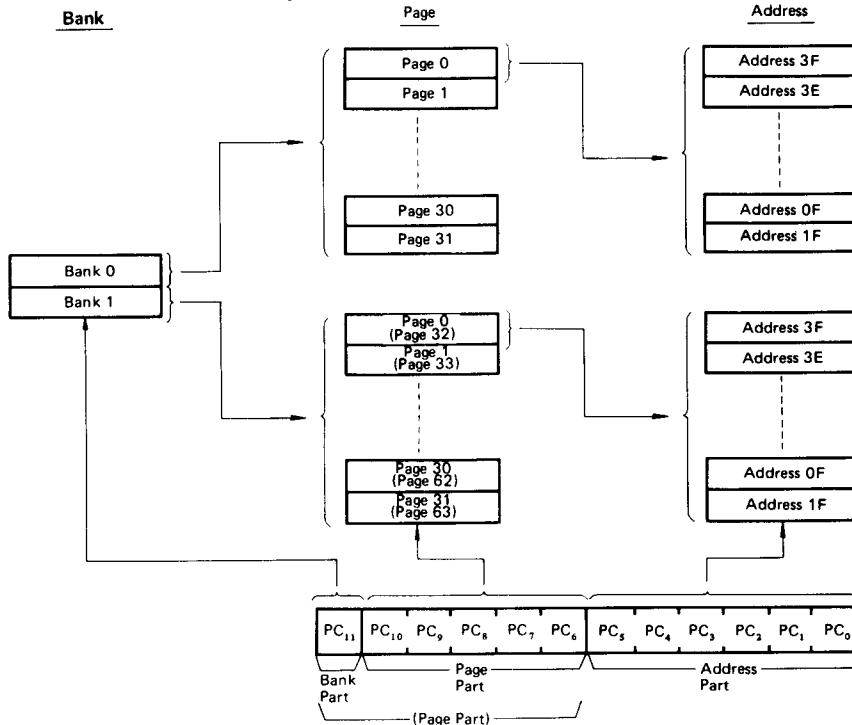 Bank
Page
Address
Page 0
Page 1
Page 30
Page 31
Address 3F
Address 3E
Address 0F
Address 1F
Bank 0
Bank 1
Page 0
(Page 32)
Page 1
(Page 33)
Page 30
(Page 62)
Page 31
(Page 63)
Address 3F
Address 3E
Address 0F
Address 1F
PC₁₁ PC₁₀ PC₉ PC₈ PC₇ PC₆ PC₅ PC₄ PC₃ PC₂ PC₁ PC₀
Bank
Part
Page
Part
Address
Part
(Page Part)